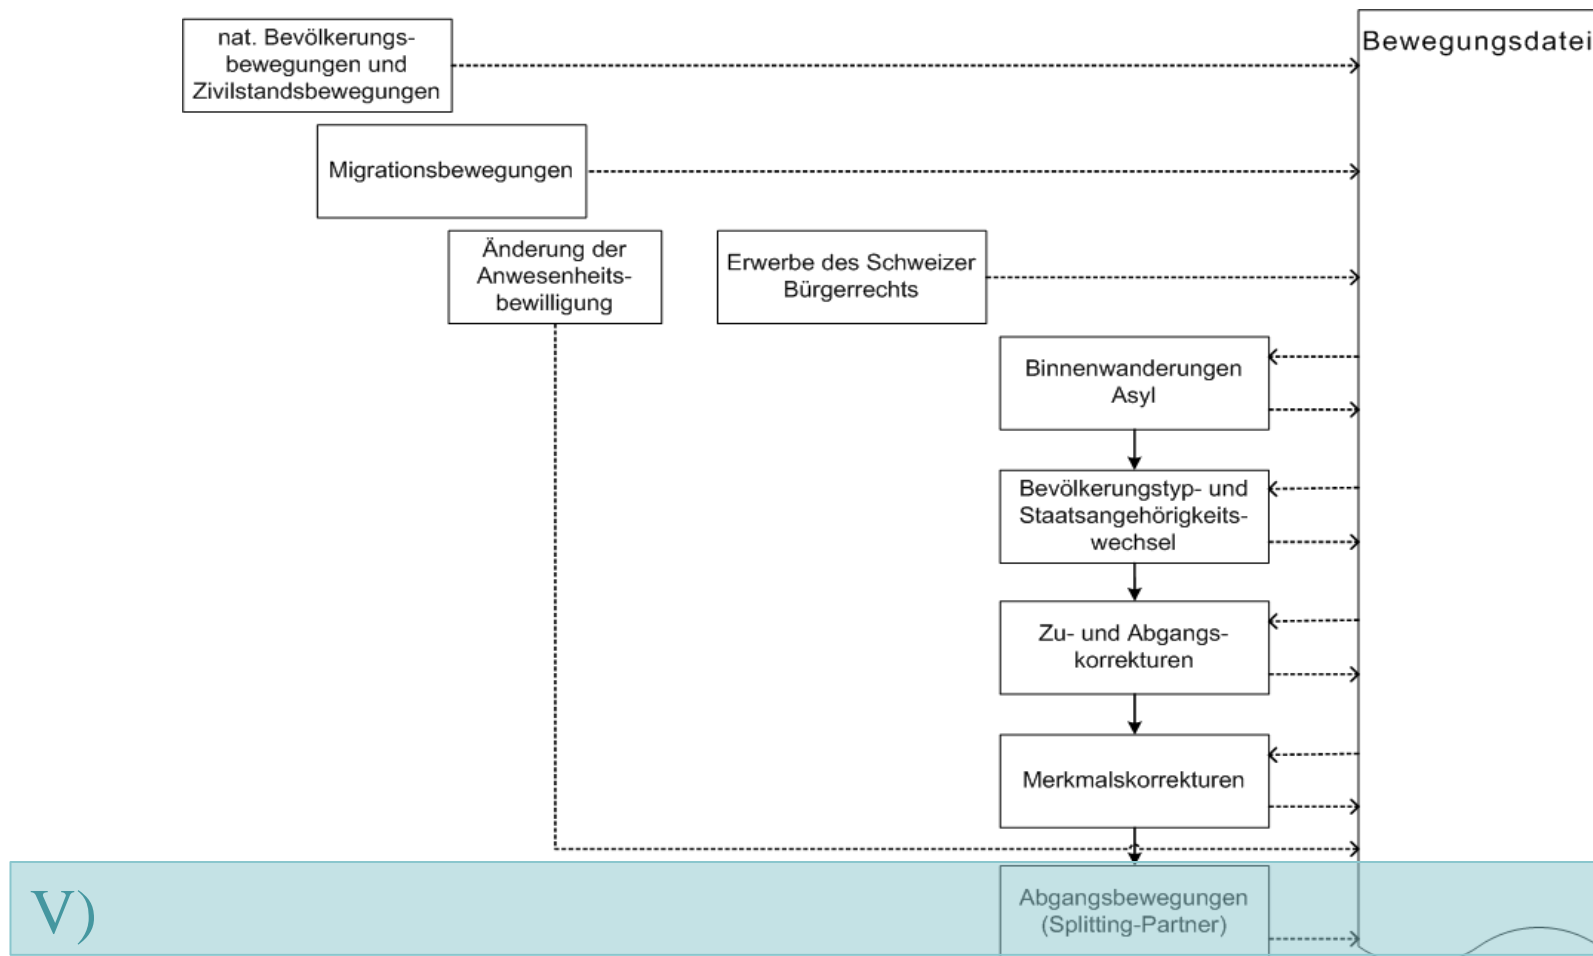 nat. Bevölkerungs-
bewegungen und
Zivilstandsbewegungen
Bewegungsdatei
Migrationsbewegungen
Änderung der
Anwesenheits-
bewilligung
Erwerbe des Schweizer
Bürgerrechts
Binnenwanderungen
Asyl
Bevölkerungstyp- und
Staatsangehörigkeits-
wechsel
Zu- und Abgangs-
korrekturen
Merkmalskorrekturen
V)
Abgangsbewegungen
(Splitting-Partner)